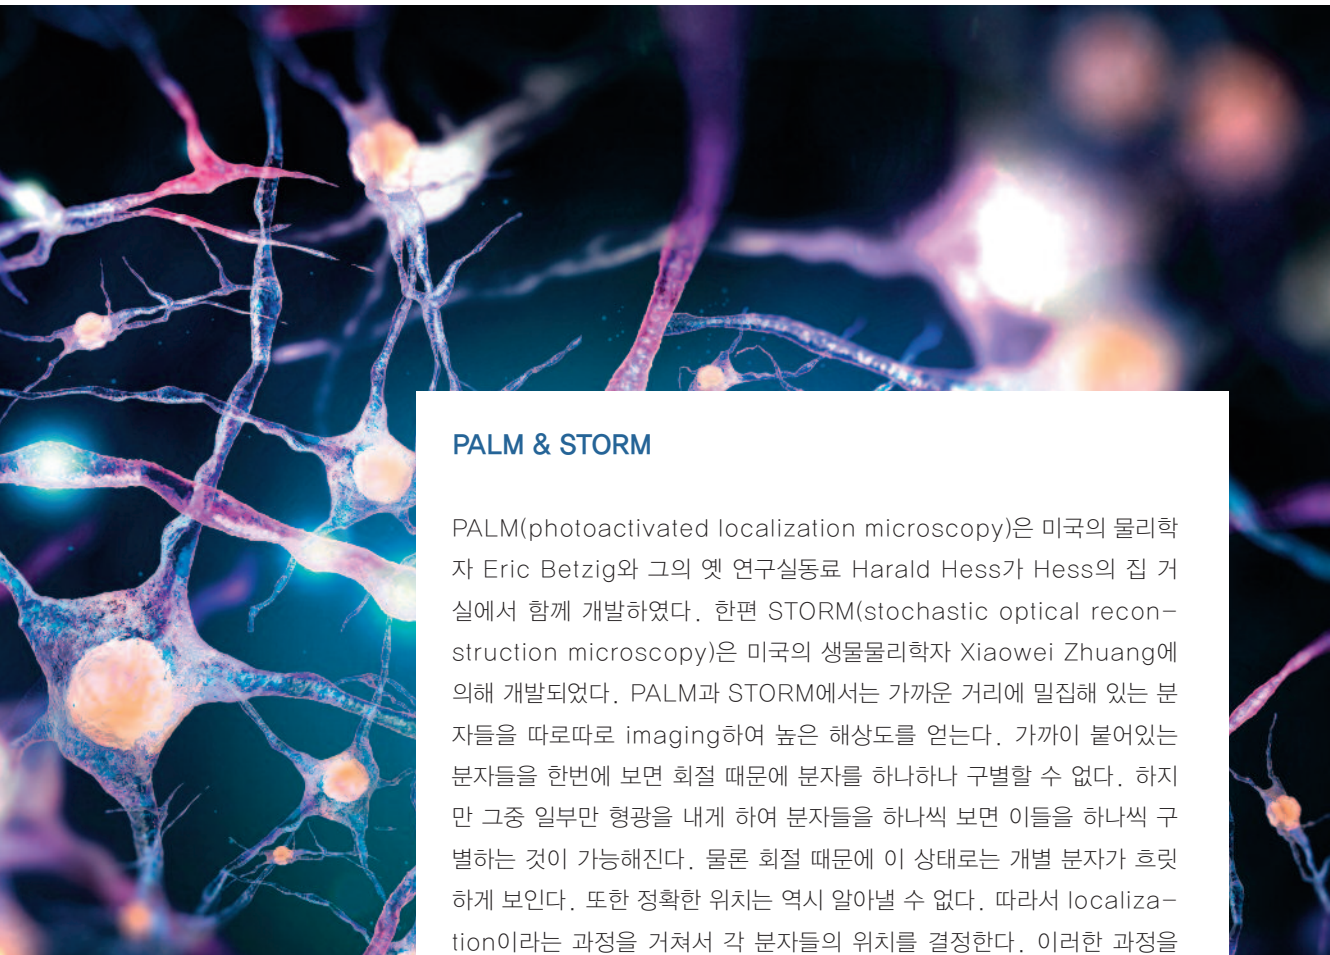 PALM & STORM
PALM(photoactivated localization microscopy)은 미국의 물리학
자 Eric Betzig와 그의 옛 연구실동료 Harald Hess가 Hess의 집 거
실에서 함께 개발하였다. 한편 STORM(stochastic optical recon-
struction microscopy)은 미국의 생물물리학자 Xiaowei Zhuang에
의해 개발되었다. PALM과 STORM에서는 가까운 거리에 밀집해 있는 분
자들을 따로따로 imaging하여 높은 해상도를 얻는다. 가까이 붙어있는
분자들을 한번에 보면 회절 때문에 분자를 하나하나 구별할 수 없다. 하지
만 그중 일부만 형광을 내게 하여 분자들을 하나씩 보면 이들을 하나씩 구
별하는 것이 가능해진다. 물론 회절 때문에 이 상태로는 개별 분자가 흐릿
하게 보인다. 또한 정확한 위치는 역시 알아낼 수 없다. 따라서 localiza-
tion이라는 과정을 거쳐서 각 분자들의 위치를 결정한다. 이러한 과정을